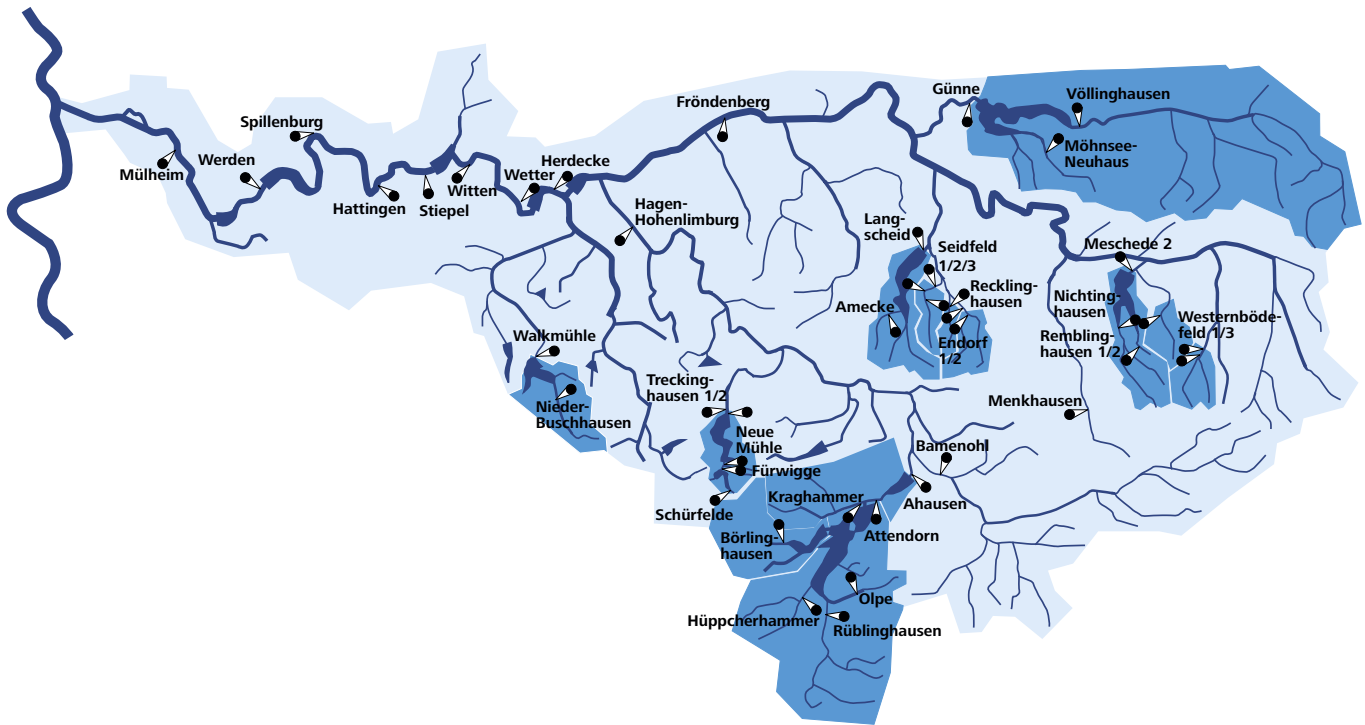 Günne
Völlinghausen
Fröndenberg
Spillenburg
Möhnsee-
Neuhaus
Werden
Herdecke
Mülheim
Wetter
Witten
Hattingen
Stiepel
Hagen-
Hohenlimburg
Lang-
scheid
Seidfeld
1/2/3
Meschede 2
Reckling-
hausen
Nichting-
hausen
Amecke
Westernböde-
feld 1/3
Rembling-
hausen 1/2
Endorf
1/2
Walkmühle
Trecking-
hausen 1/2
Menkhausen
Nieder-
Buschhausen
Neue
Mühle
Bamenohl
Fürwigge
Kraghammer
Ahausen
Schürfelde
Attendorn
Börling-
hausen
Olpe
Hüppcherhammer
Rüblinghausen